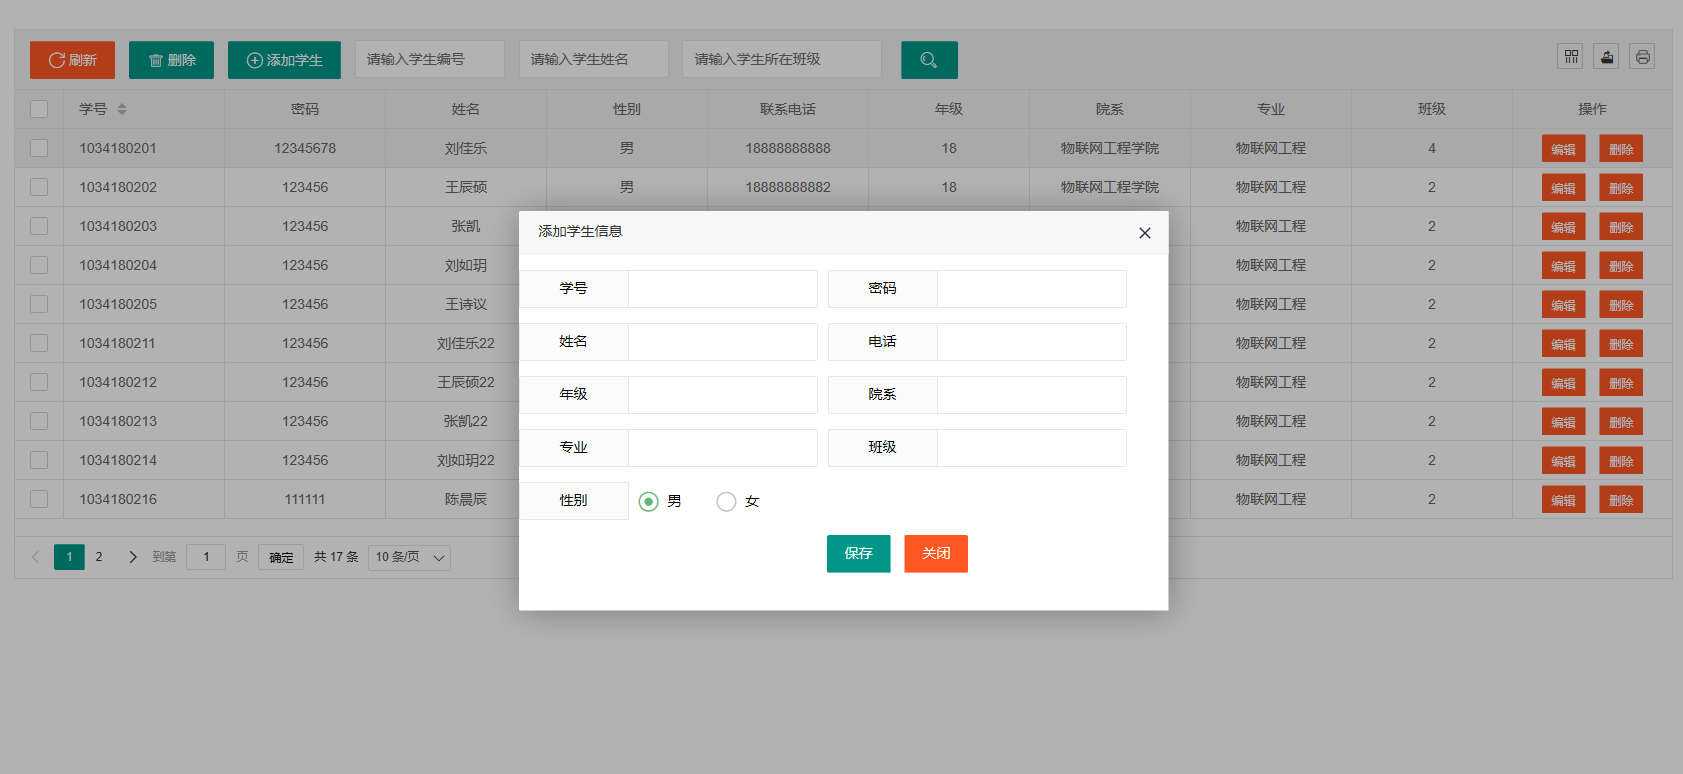 刷新 删除 添加学生 请输入学生编号 请输入学生姓名 请输入学生所在班级
学号 密码 姓名 性别 联系电话 年级 院系 专业 班级 操作
1034180201 12345678 刘佳乐 男 18888888888 18 物联网工程学院 物联网工程 4 编辑 删除
1034180202 123456 王辰硕 男 18888888882 18 物联网工程学院 物联网工程 2 编辑 删除
1034180203 123456 张凯 物联网工程 2 编辑 删除
1034180204 123456 刘如玥 物联网工程 2 编辑 删除
1034180205 123456 王诗议 物联网工程 2 编辑 删除
1034180211 123456 刘佳乐22 物联网工程 2 编辑 删除
1034180212 123456 王辰硕22 物联网工程 2 编辑 删除
1034180213 123456 张凯22 物联网工程 2 编辑 删除
1034180214 123456 刘如玥22 物联网工程 2 编辑 删除
1034180216 111111 陈晨辰 物联网工程 2 编辑 删除
1 2 到第 1 页 确定 共 17 条 10 条/页
添加学生信息
学号 密码
姓名 电话
年级 院系
专业 班级
性别 男 女
保存 关闭